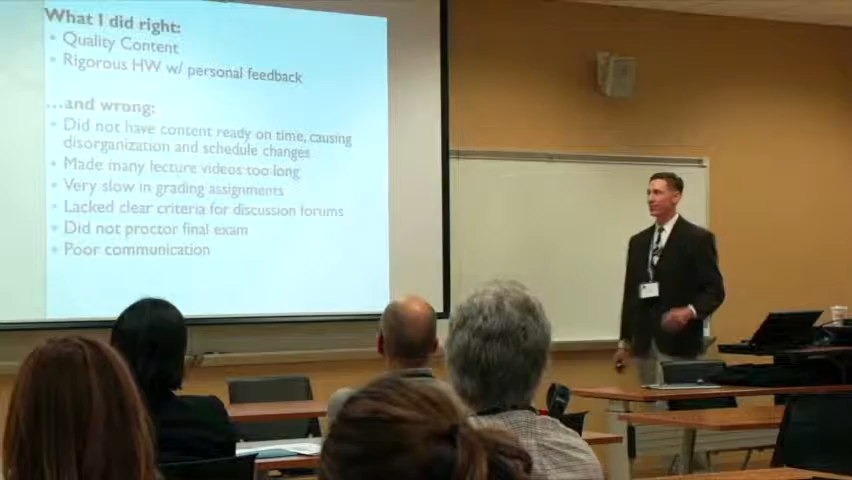 What I did right:
• Quality Content
• Rigorous HW w/ personal feedback
...and wrong:
• Did not have content ready on time, causing
disorganization and schedule changes
• Made many lecture videos too long
• Very slow in grading assignments
• Lacked clear criteria for discussion forums
• Did not proctor final exam
• Poor communication